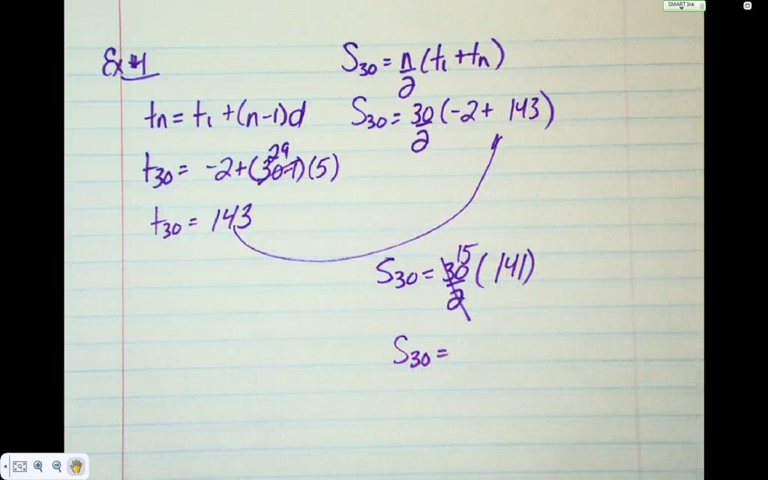 Ex #1
tn = t₁ + (n-1)d
t₃₀ = -2 + (30-1)(5)
29
t₃₀ = 143
S₃₀ = n/2 (t₁ + tn)
S₃₀ = 30/2 (-2 + 143)
S₃₀ = 30/2 (141)
15
S₃₀ =
SMART Ink